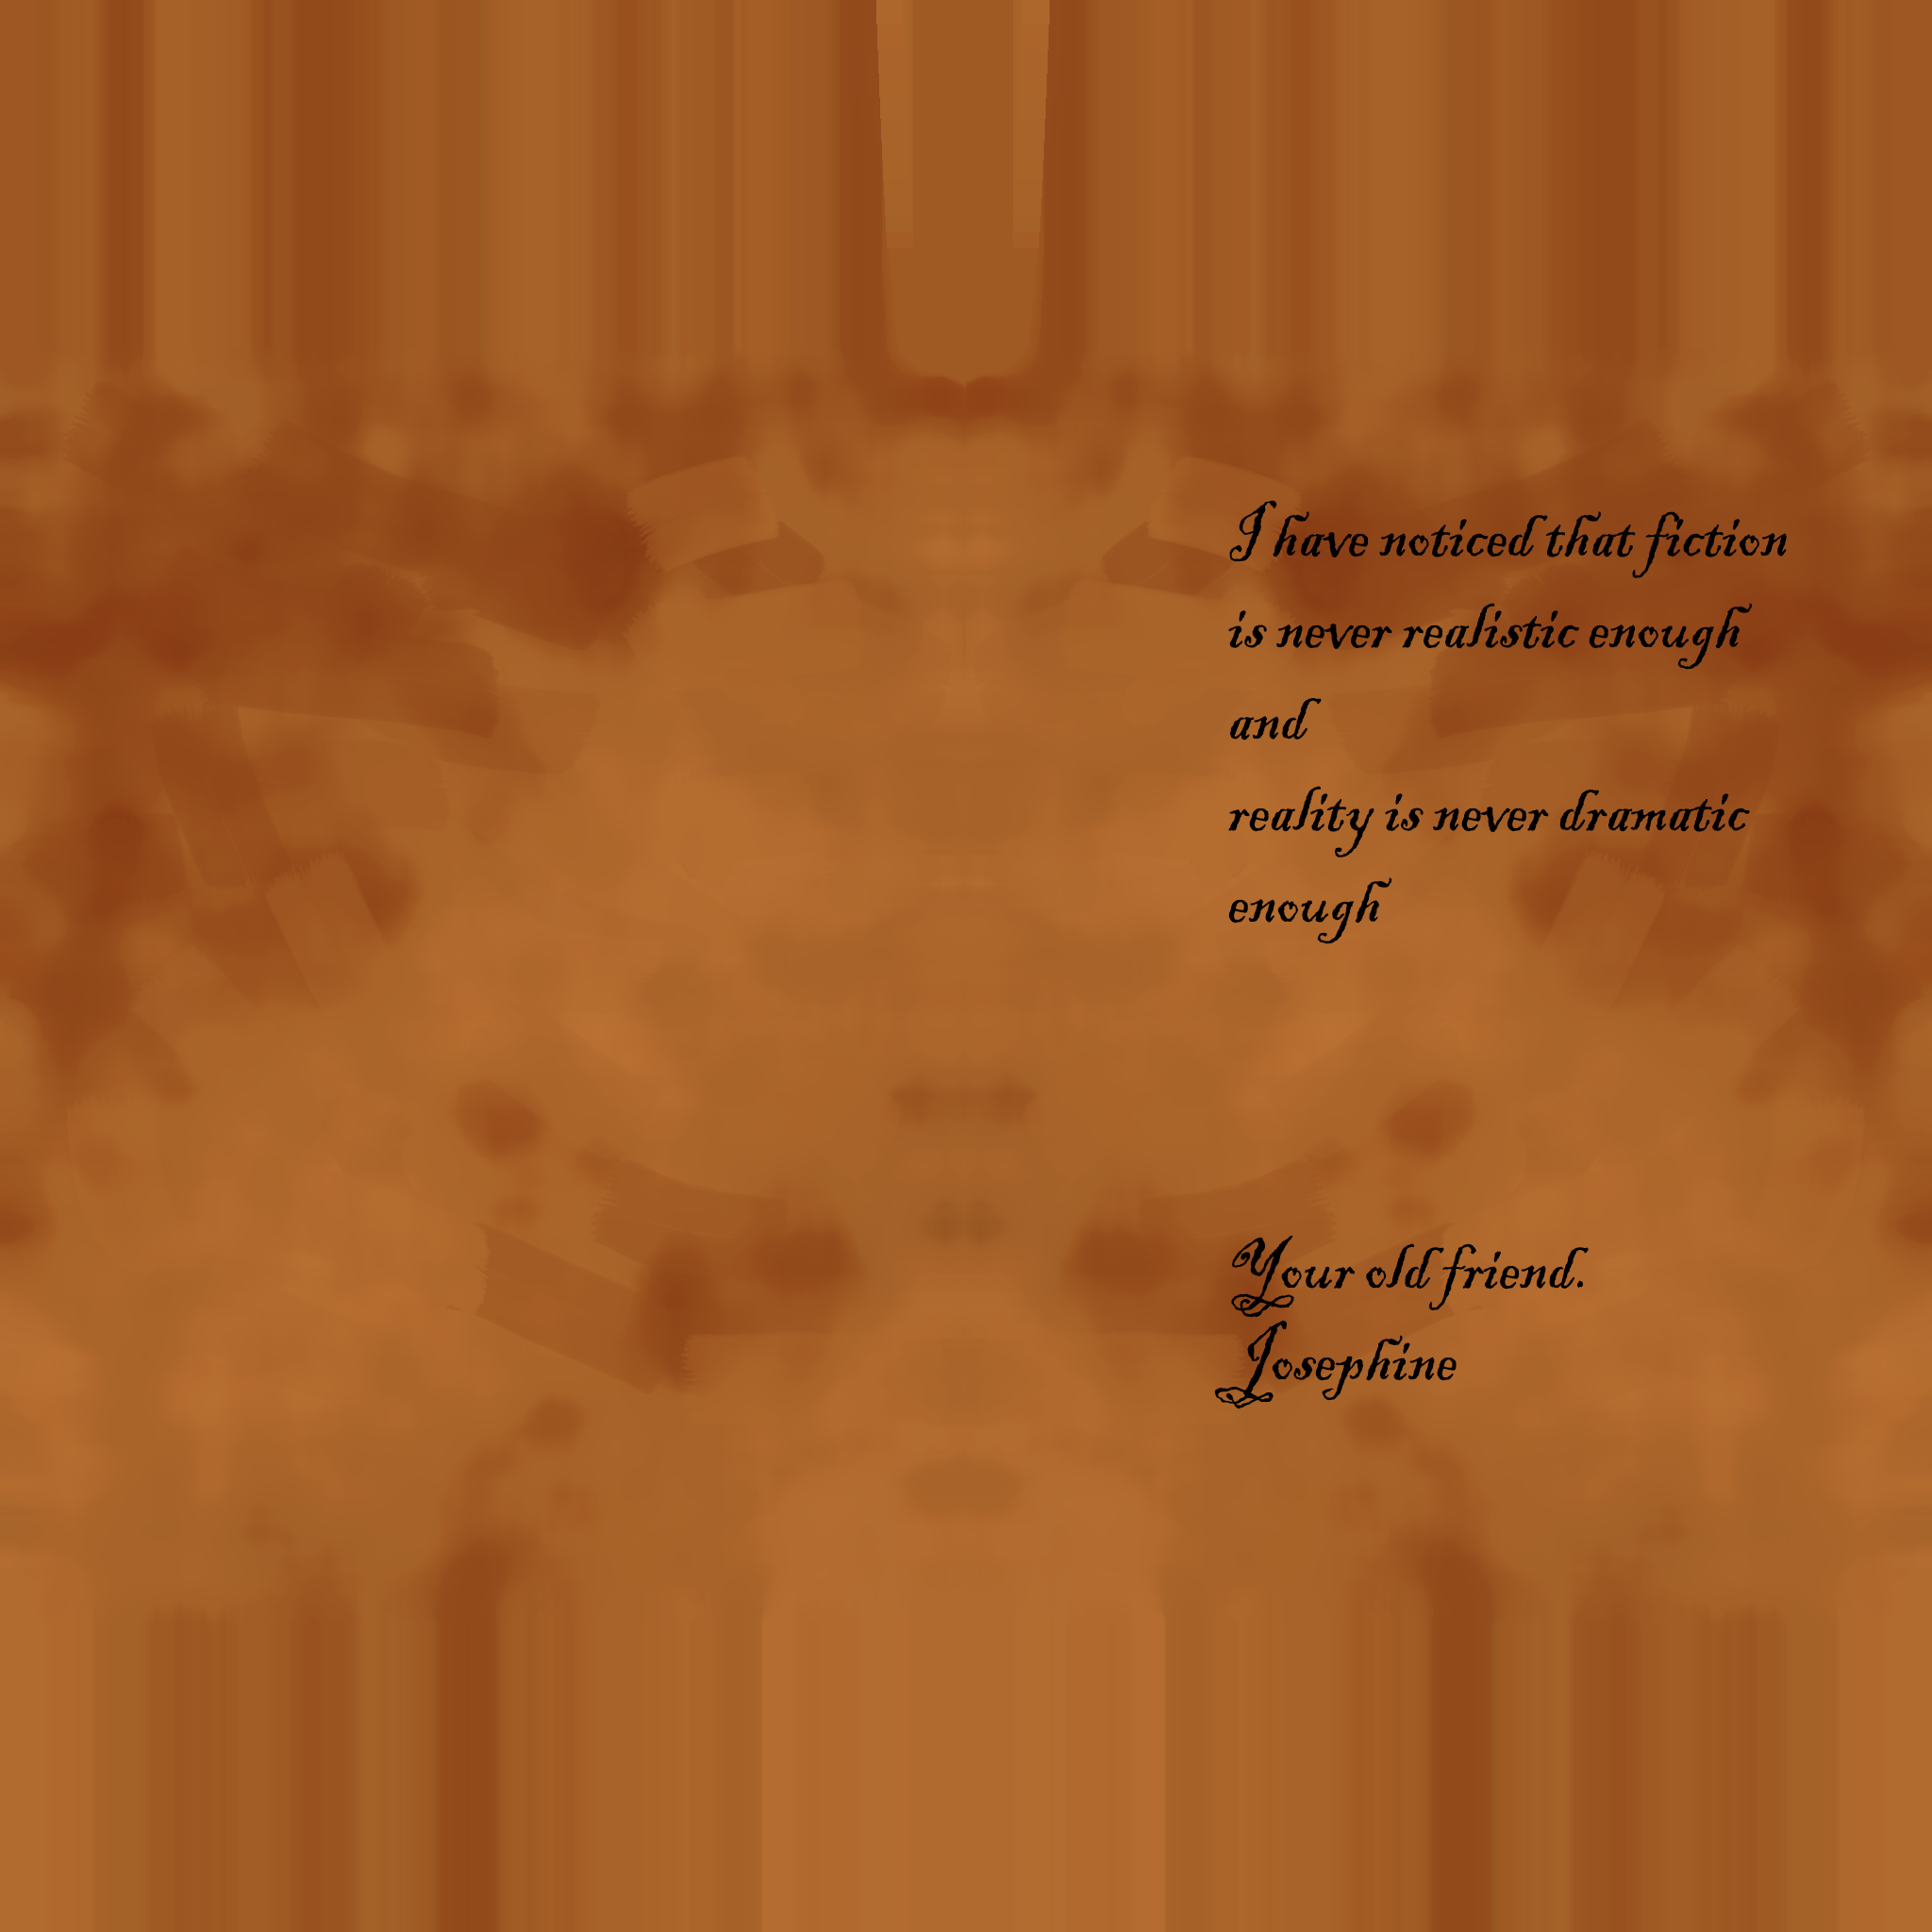 I have noticed that fiction
is never realistic enough
and
reality is never dramatic
enough
Your old friend.
Josephine